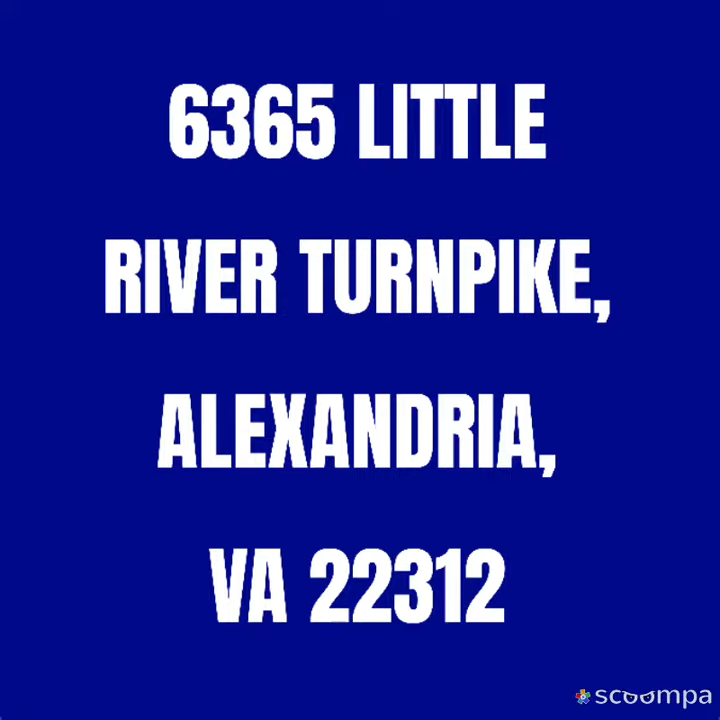 6365 LITTLE
RIVER TURNPIKE,
ALEXANDRIA,
VA 22312
scoompa